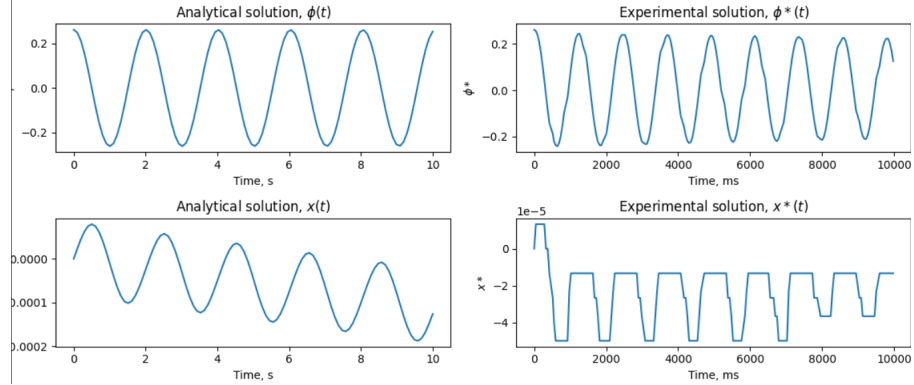 Analytical solution, ϕ(t)
0.2
0.0
−0.2
0 2 4 6 8 10
Time, s
Experimental solution, ϕ*(t)
ϕ*
0.2
0.0
−0.2
0 2000 4000 6000 8000 10000
Time, ms
Analytical solution, x(t)
.0000
.0001
.0002
0 2 4 6 8 10
Time, s
Experimental solution, x*(t)
1e−5
x*
0
−2
−4
0 2000 4000 6000 8000 10000
Time, ms